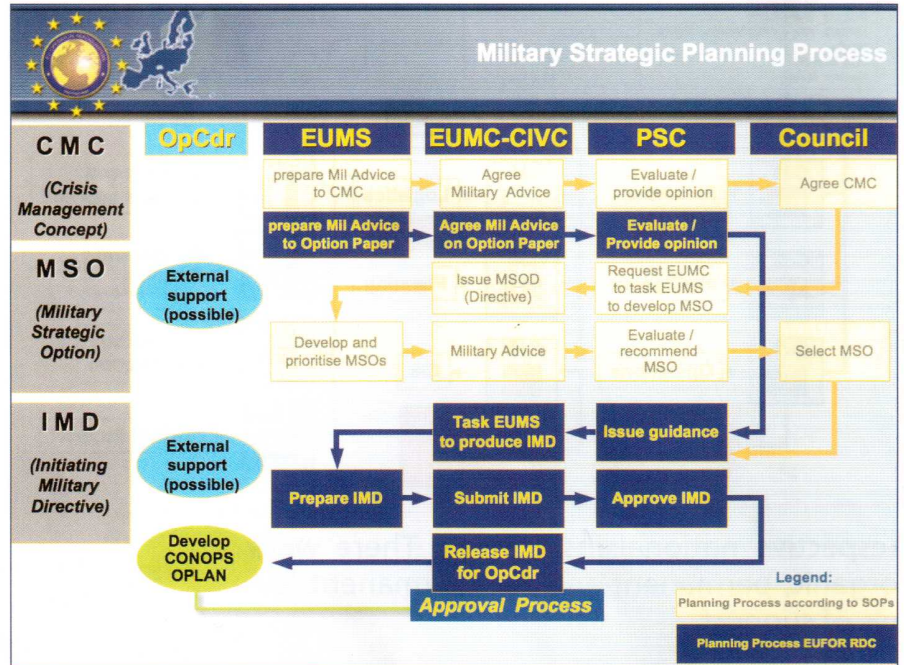 Military Strategic Planning Process
CMC
(Crisis
Management
Concept)
OpCdr
EUMS
EUMC-CIVC
PSC
Council
prepare Mil Advice
to CMC
Agree
Military Advice
Evaluate /
provide opinion
Agree CMC
prepare Mil Advice
to Option Paper
Agree Mil Advice
on Option Paper
Evaluate /
Provide opinion
MSO
(Military
Strategic
Option)
External
support
(possible)
Issue MSOD
(Directive)
Request EUMC
to task EUMS
to develop MSO
Develop and
prioritise MSOs
Military Advice
Evaluate /
recommend
MSO
Select MSO
IMD
(Initiating
Military
Directive)
External
support
(possible)
Task EUMS
to produce IMD
Issue guidance
Prepare IMD
Submit IMD
Approve IMD
Develop
CONOPS
OPLAN
Release IMD
for OpCdr
Approval Process
Legend:
Planning Process according to SOPs
Planning Process EUFOR RDC